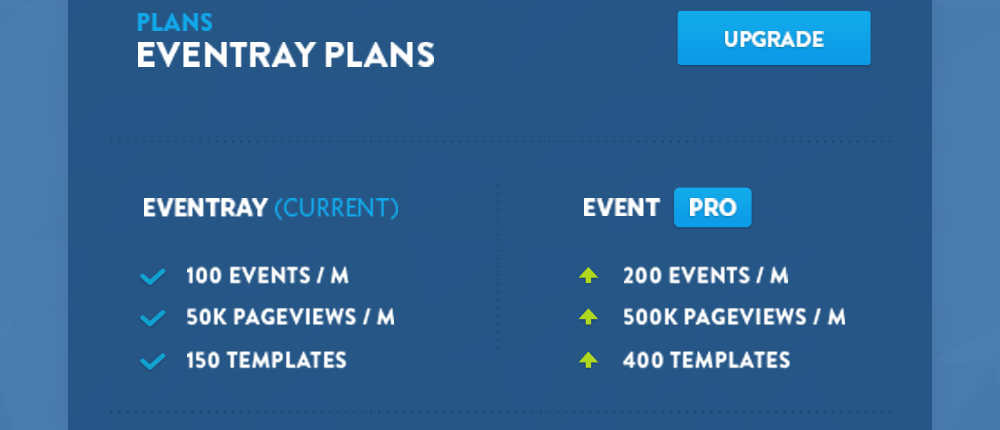 PLANS
EVENTRAY PLANS
UPGRADE
EVENTRAY (CURRENT)
100 EVENTS / M
50K PAGEVIEWS / M
150 TEMPLATES
EVENT PRO
200 EVENTS / M
500K PAGEVIEWS / M
400 TEMPLATES